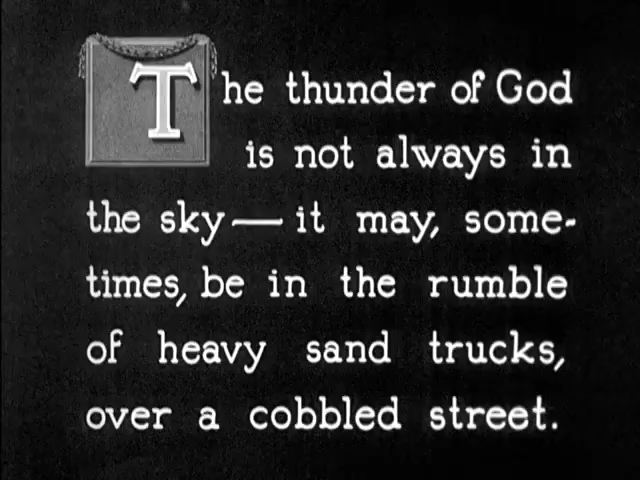 The thunder of God
is not always in
the sky—it may, some-
times, be in the rumble
of heavy sand trucks,
over a cobbled street.